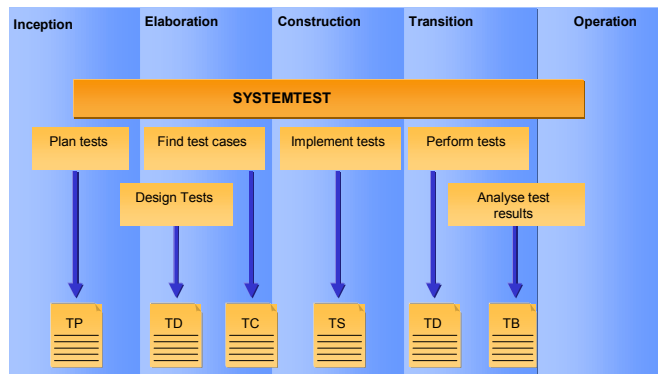 Inception
Elaboration
Construction
Transition
Operation
SYSTEMTEST
Plan tests
Find test cases
Implement tests
Perform tests
Design Tests
Analyse test
results
TP
TD
TC
TS
TD
TB